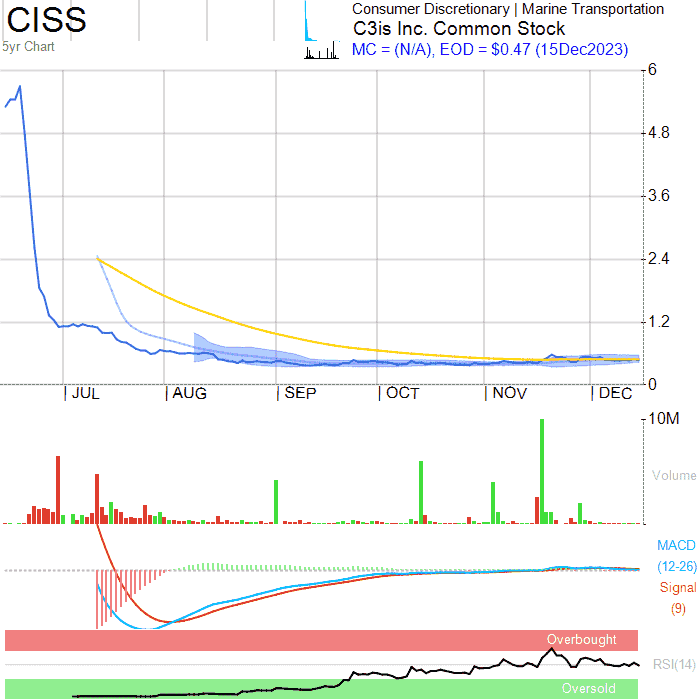 CISS
5yr Chart
Consumer Discretionary | Marine Transportation
C3is Inc. Common Stock
MC = (N/A), EOD = $0.47 (15Dec2023)
6
4.8
3.6
2.4
1.2
0
JUL AUG SEP OCT NOV DEC
10M
Volume
MACD
(12-26)
Signal
(9)
Overbought
RSI(14)
Oversold